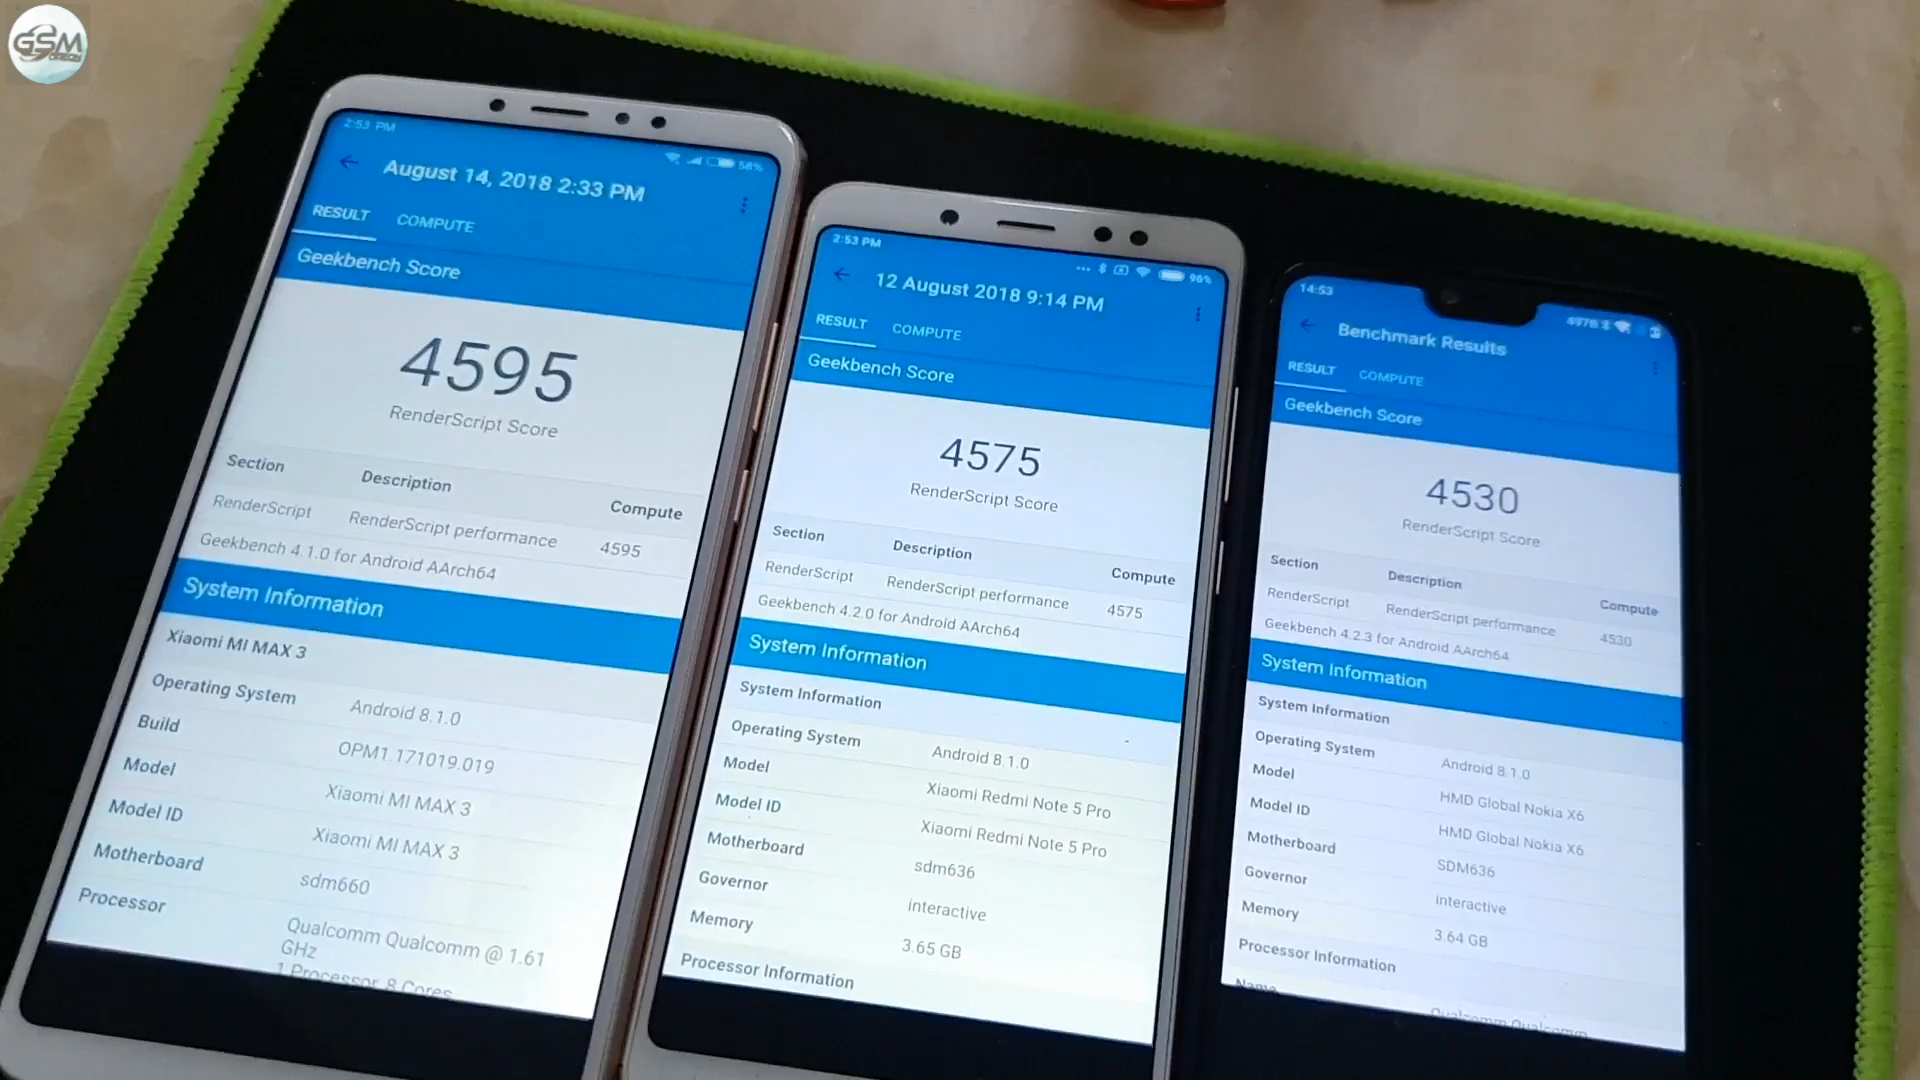 GSM
2:53 PM
58%
August 14, 2018 2:33 PM
RESULT COMPUTE
Geekbench Score
4595
RenderScript Score
Section Description Compute
RenderScript RenderScript performance 4595
Geekbench 4.1.0 for Android AArch64
System Information
Xiaomi MI MAX 3
Operating System Android 8.1.0
Build OPM1.171019.019
Model Xiaomi MI MAX 3
Model ID Xiaomi MI MAX 3
Motherboard sdm660
Processor Qualcomm Qualcomm @ 1.61
GHz
1 Processor, 8 Cores
2:53 PM
96%
12 August 2018 9:14 PM
RESULT COMPUTE
Geekbench Score
4575
RenderScript Score
Section Description Compute
RenderScript RenderScript performance 4575
Geekbench 4.2.0 for Android AArch64
System Information
System Information
Operating System Android 8.1.0
Model Xiaomi Redmi Note 5 Pro
Model ID Xiaomi Redmi Note 5 Pro
Motherboard sdm636
Governor interactive
Memory 3.65 GB
Processor Information
14:53
Benchmark Results
RESULT COMPUTE
Geekbench Score
4530
RenderScript Score
Section Description Compute
RenderScript RenderScript performance 4530
Geekbench 4.2.3 for Android AArch64
System Information
System Information
Operating System Android 8.1.0
Model HMD Global Nokia X6
Model ID HMD Global Nokia X6
Motherboard SDM636
Governor interactive
Memory 3.64 GB
Processor Information
Name Qualcomm Qualcomm